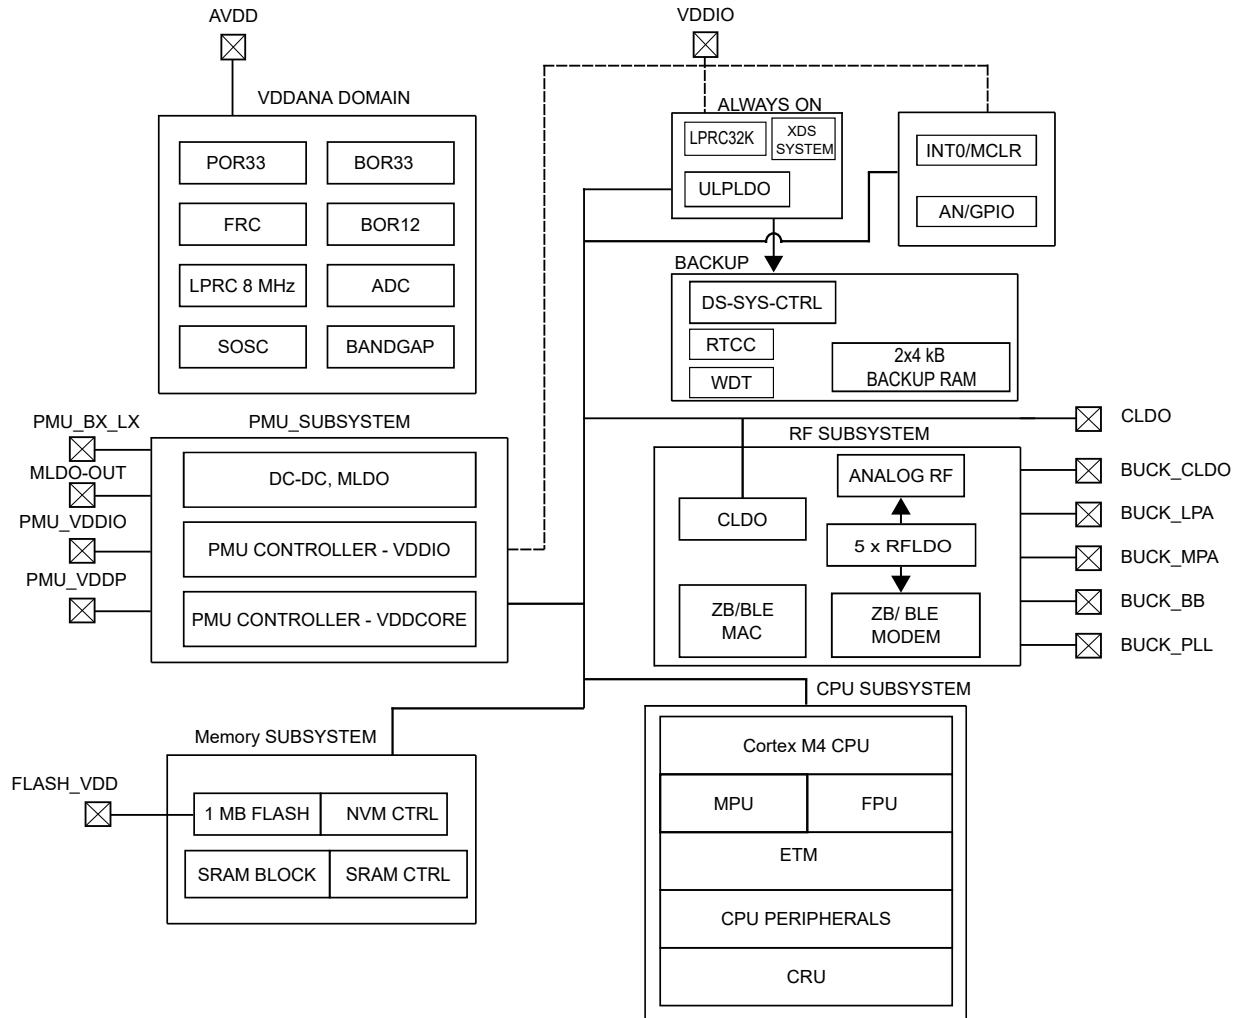 AVDD
VDDIO
VDDANA DOMAIN
POR33
BOR33
FRC
BOR12
LPRC 8 MHz
ADC
SOSC
BANDGAP
ALWAYS ON
LPRC32K
XDS
SYSTEM
ULPLDO
INT0/MCLR
AN/GPIO
BACKUP
DS-SYS-CTRL
RTCC
WDT
2x4 kB
BACKUP RAM
PMU_BX_LX
MLDO-OUT
PMU_VDDIO
PMU_VDDP
PMU_SUBSYSTEM
DC-DC, MLDO
PMU CONTROLLER - VDDIO
PMU CONTROLLER - VDDCORE
RF SUBSYSTEM
CLDO
ANALOG RF
5 x RFLDO
ZB/BLE
MAC
ZB/ BLE
MODEM
CLDO
BUCK_CLDO
BUCK_LPA
BUCK_MPA
BUCK_BB
BUCK_PLL
Memory SUBSYSTEM
FLASH_VDD
1 MB FLASH
NVM CTRL
SRAM BLOCK
SRAM CTRL
CPU SUBSYSTEM
Cortex M4 CPU
MPU
FPU
ETM
CPU PERIPHERALS
CRU